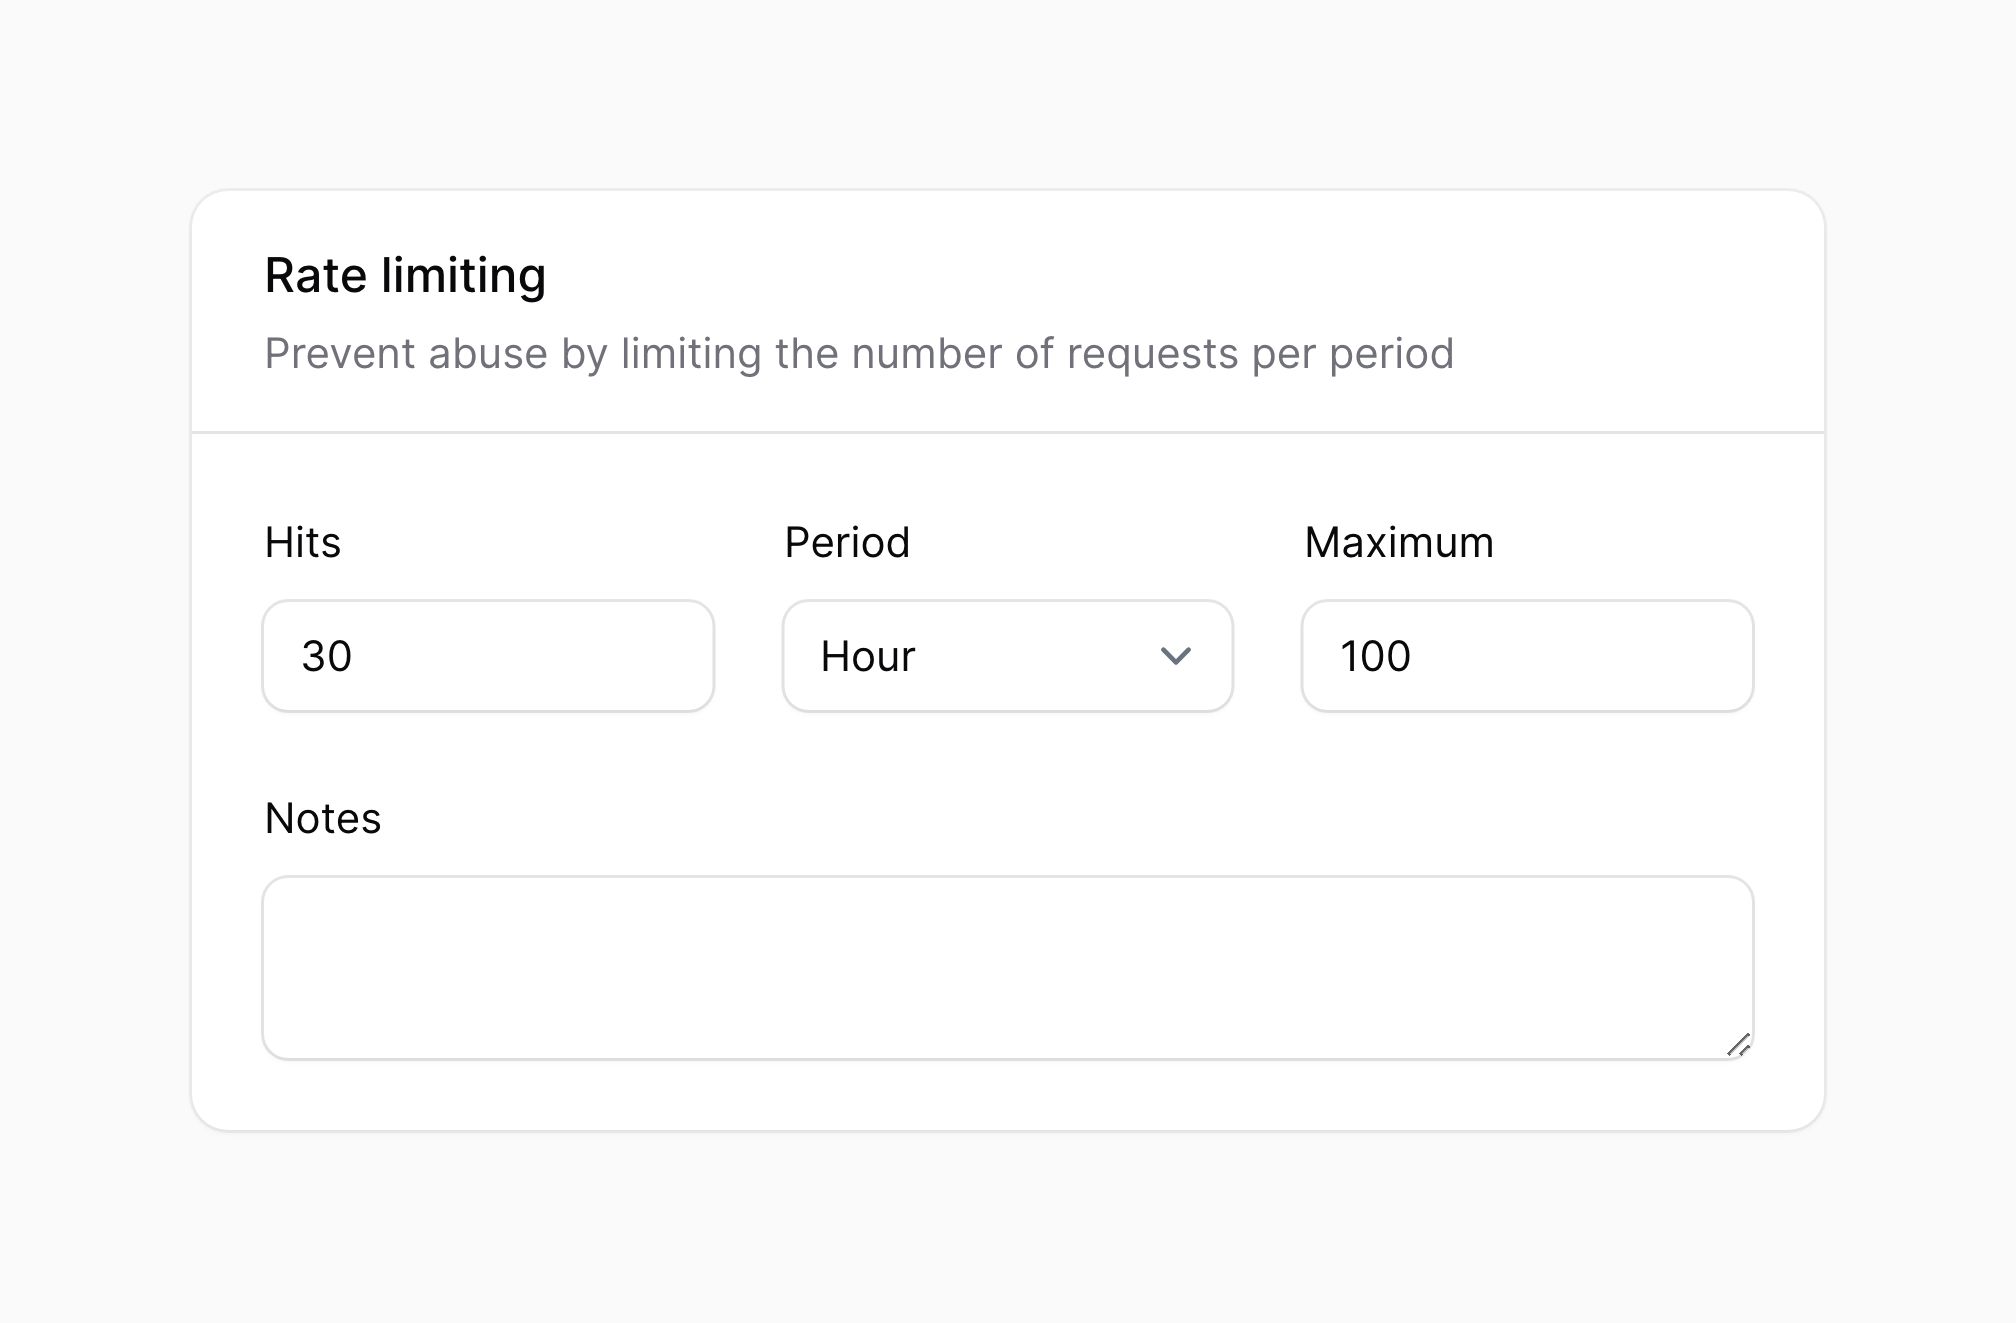 Rate limiting
Prevent abuse by limiting the number of requests per period
Hits
Period
Maximum
30
Hour
100
Notes